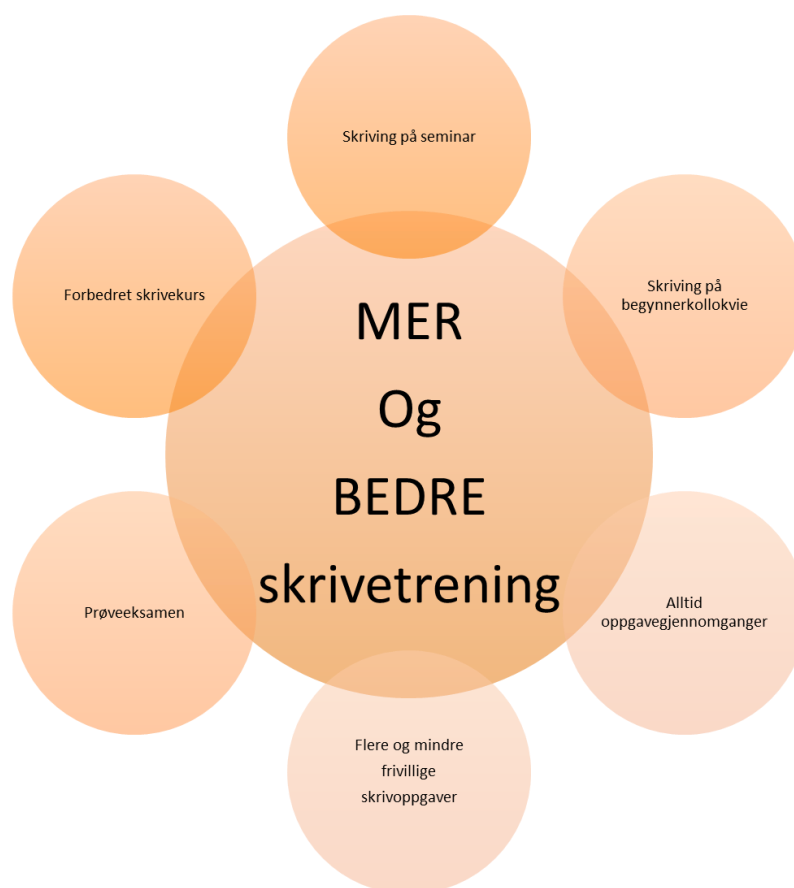 Skriving på seminar
Forbedret skrivekurs
Skriving på
begynnerkollokvie
MER
Og
BEDRE
skrivetrening
Prøveeksamen
Alltid
oppgavegjennomganger
Flere og mindre
frivillige
skrivoppgaver